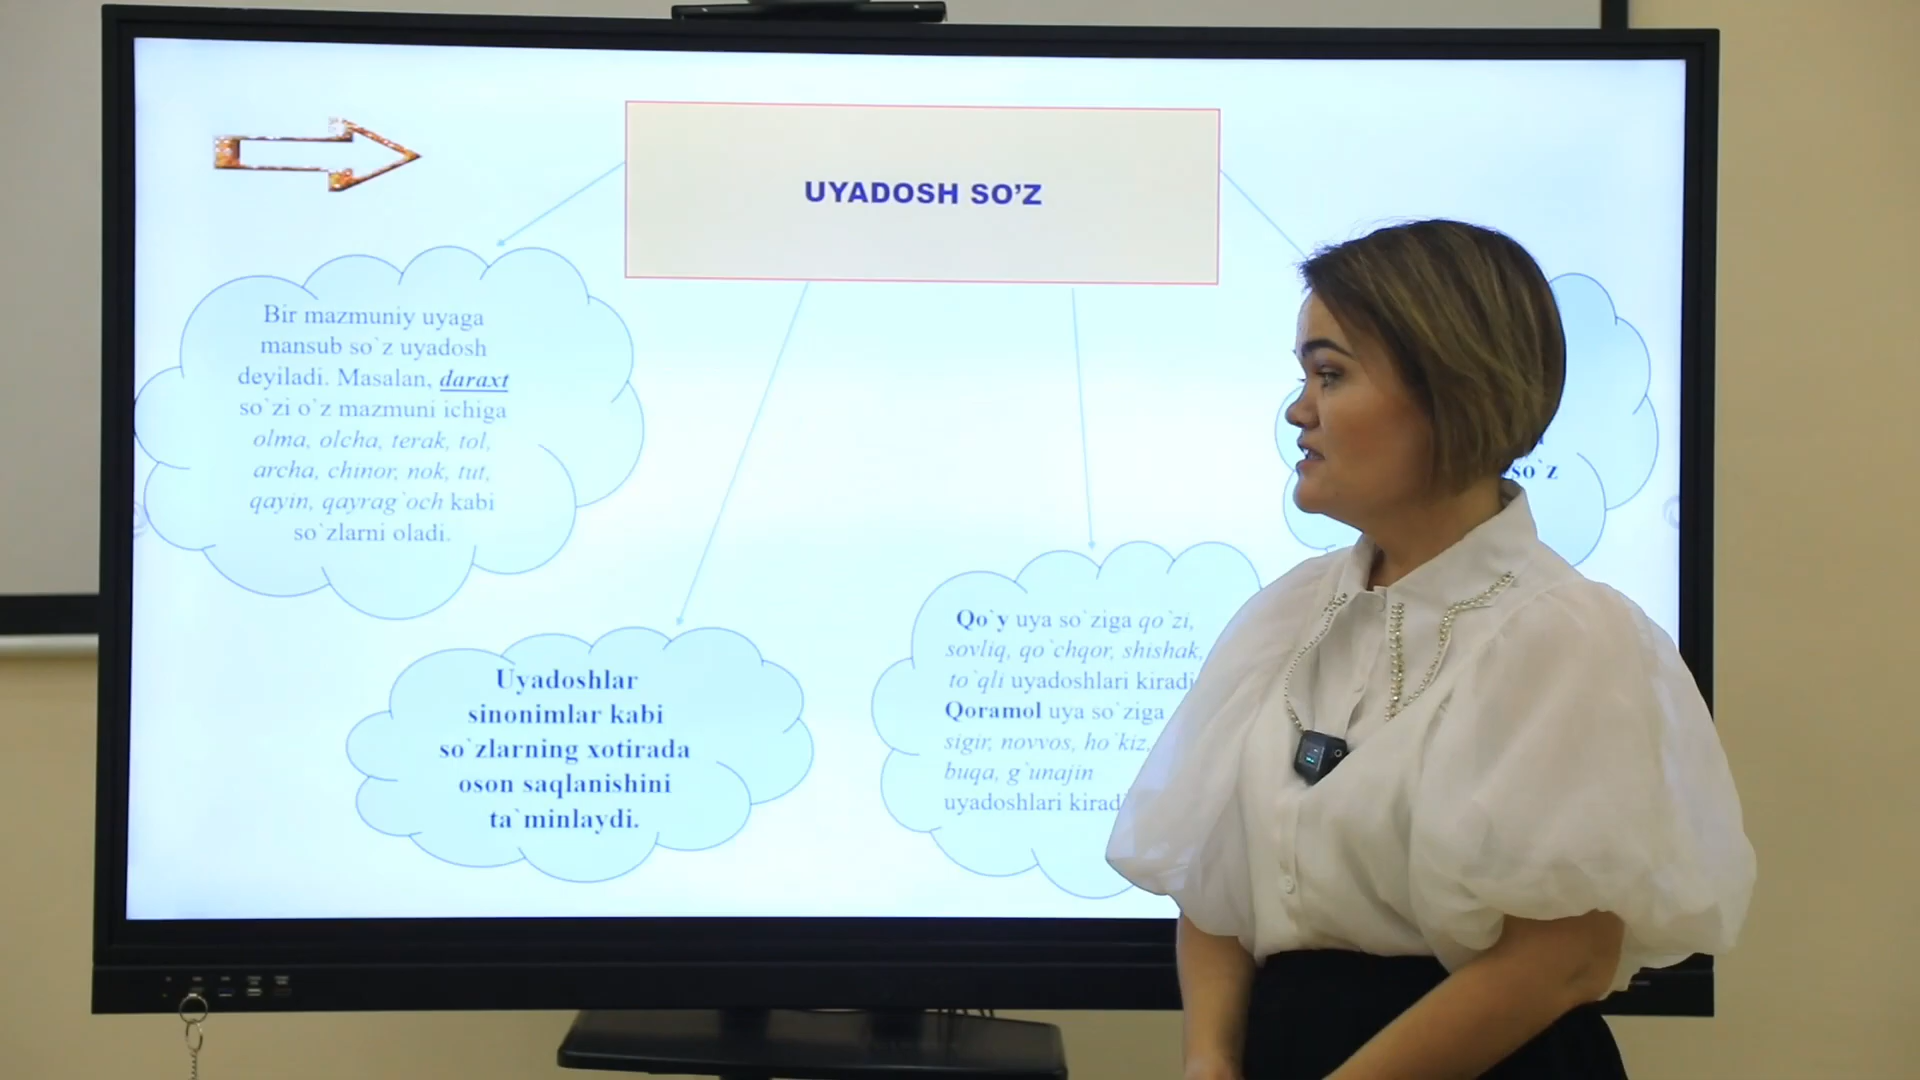 UYADOSH SO’Z
Bir mazmuniy uyaga
mansub so`z uyadosh
deyiladi. Masalan, daraxt
so`zi o`z mazmuni ichiga
olma, olcha, terak, tol,
archa, chinor, nok, tut,
qayin, qayrag`och kabi
so`zlarni oladi.
Uyadoshlar
sinonimlar kabi
so`zlarning xotirada
oson saqlanishini
ta`minlaydi.
Qo`y uya so`ziga qo`zi,
sovliq, qo`chqor, shishak,
to`qli uyadoshlari kiradi
Qoramol uya so`ziga
sigir, novvos, ho`kiz,
buqa, g`unajin
uyadoshlari kiradi
so`z